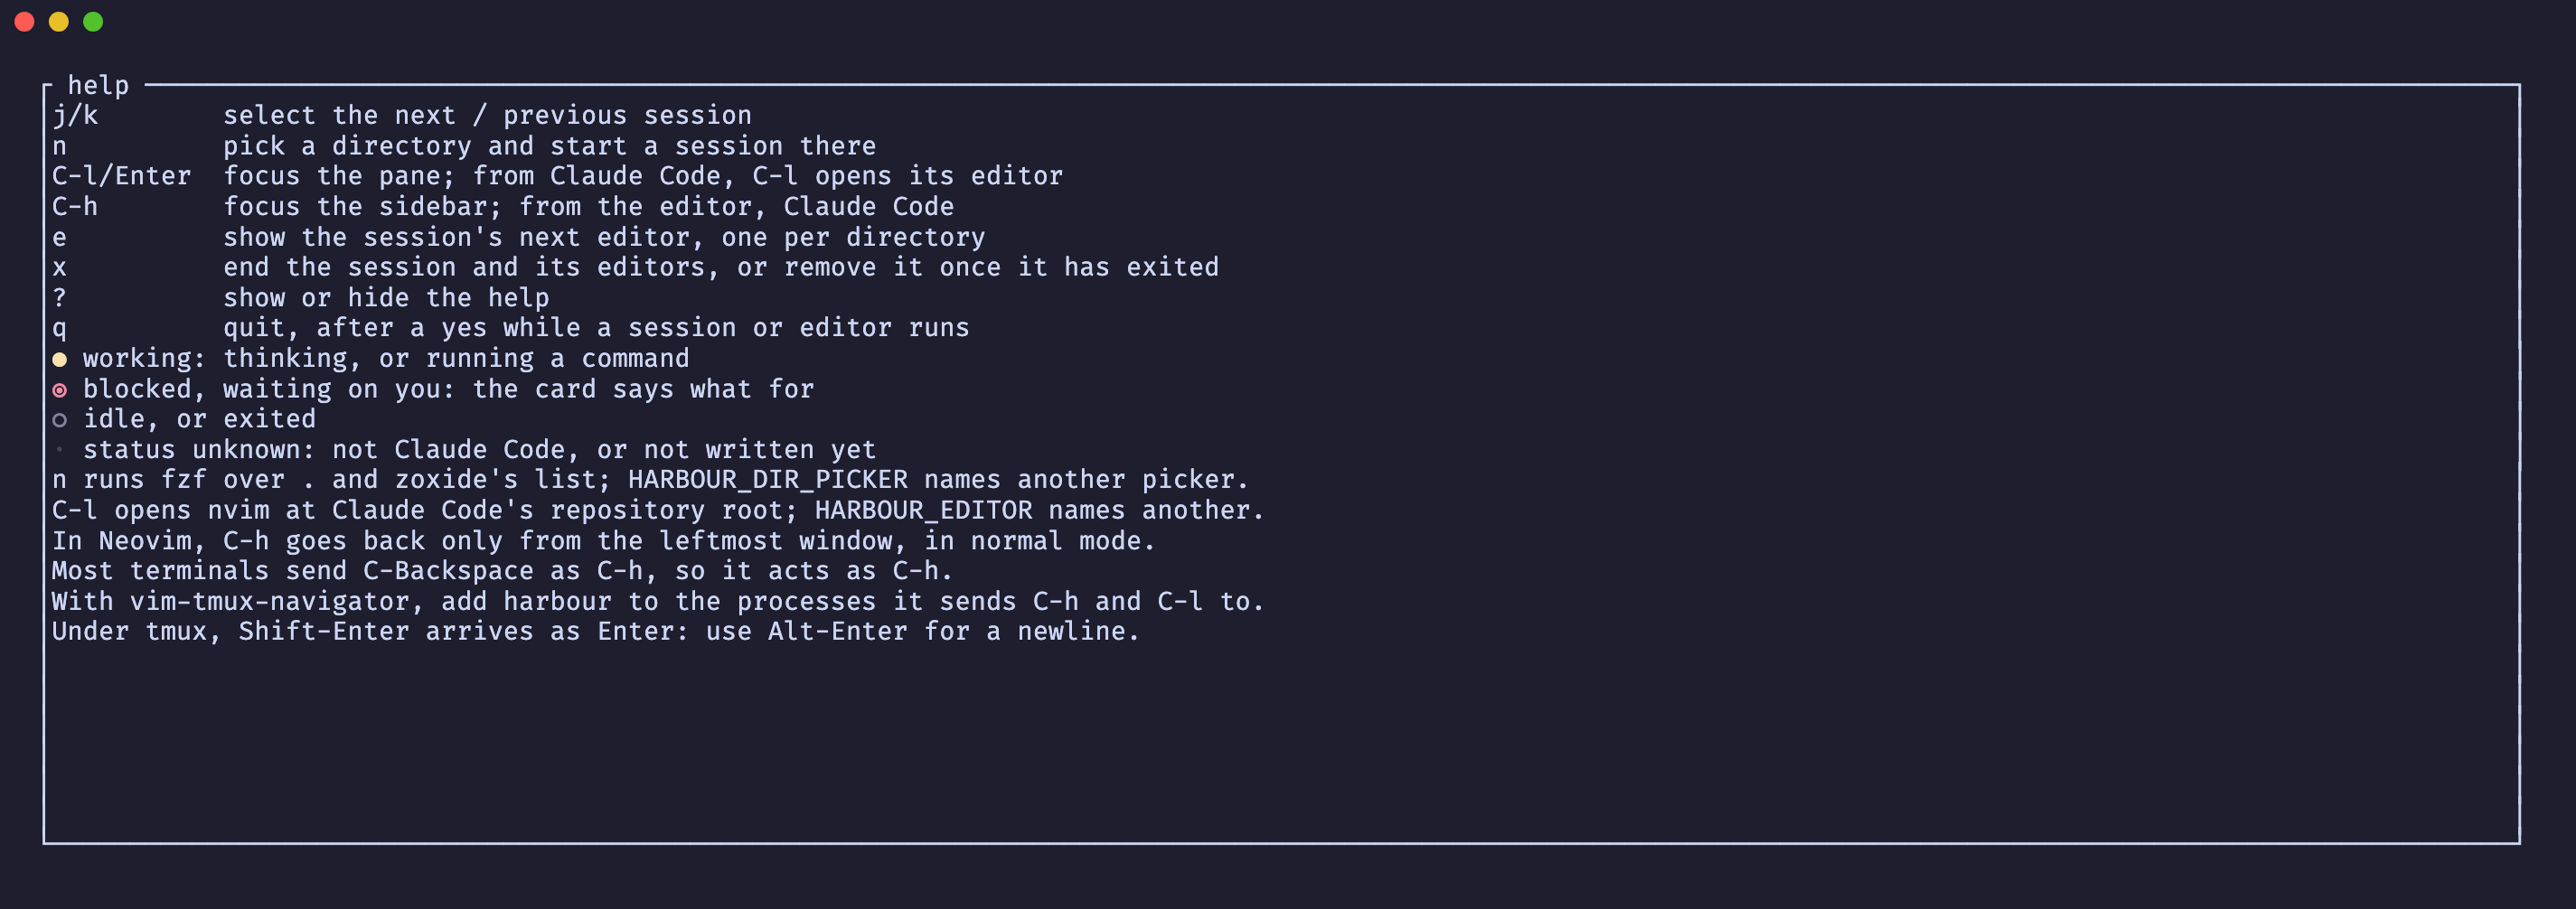 help
j/k        select the next / previous session
n          pick a directory and start a session there
C-l/Enter  focus the pane; from Claude Code, C-l opens its editor
C-h        focus the sidebar; from the editor, Claude Code
e          show the session's next editor, one per directory
x          end the session and its editors, or remove it once it has exited
?          show or hide the help
q          quit, after a yes while a session or editor runs
● working: thinking, or running a command
◉ blocked, waiting on you: the card says what for
○ idle, or exited
· status unknown: not Claude Code, or not written yet
n runs fzf over . and zoxide's list; HARBOUR_DIR_PICKER names another picker.
C-l opens nvim at Claude Code's repository root; HARBOUR_EDITOR names another.
In Neovim, C-h goes back only from the leftmost window, in normal mode.
Most terminals send C-Backspace as C-h, so it acts as C-h.
With vim-tmux-navigator, add harbour to the processes it sends C-h and C-l to.
Under tmux, Shift-Enter arrives as Enter: use Alt-Enter for a newline.